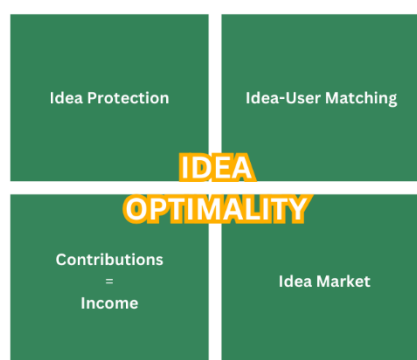 Idea Protection
Idea-User Matching
IDEA
OPTIMALITY
Contributions
=
Income
Idea Market